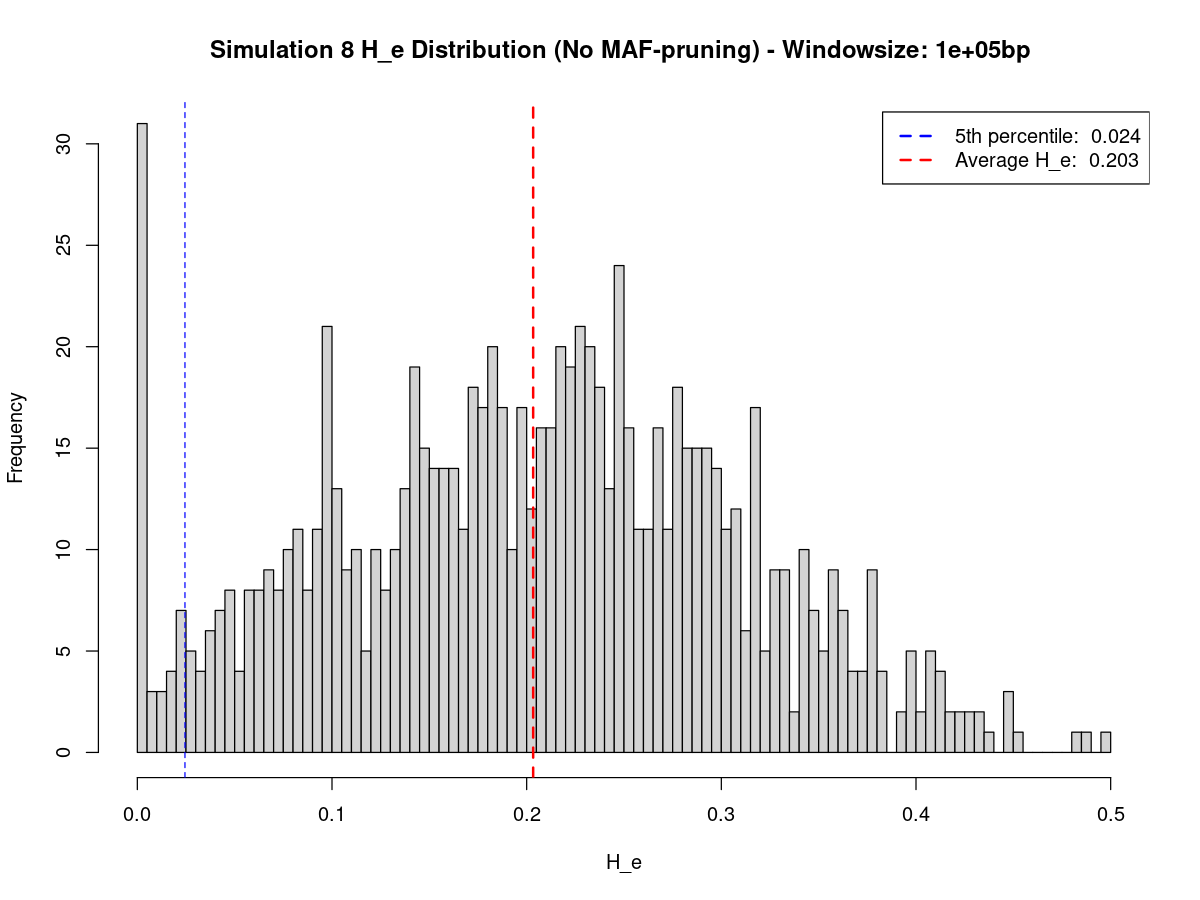 Simulation 8 H_e Distribution (No MAF-pruning) - Windowsize: 1e+05bp
5th percentile:  0.024
Average H_e:  0.203
Frequency
30
25
20
15
10
5
0
0.0 0.1 0.2 0.3 0.4 0.5
H_e